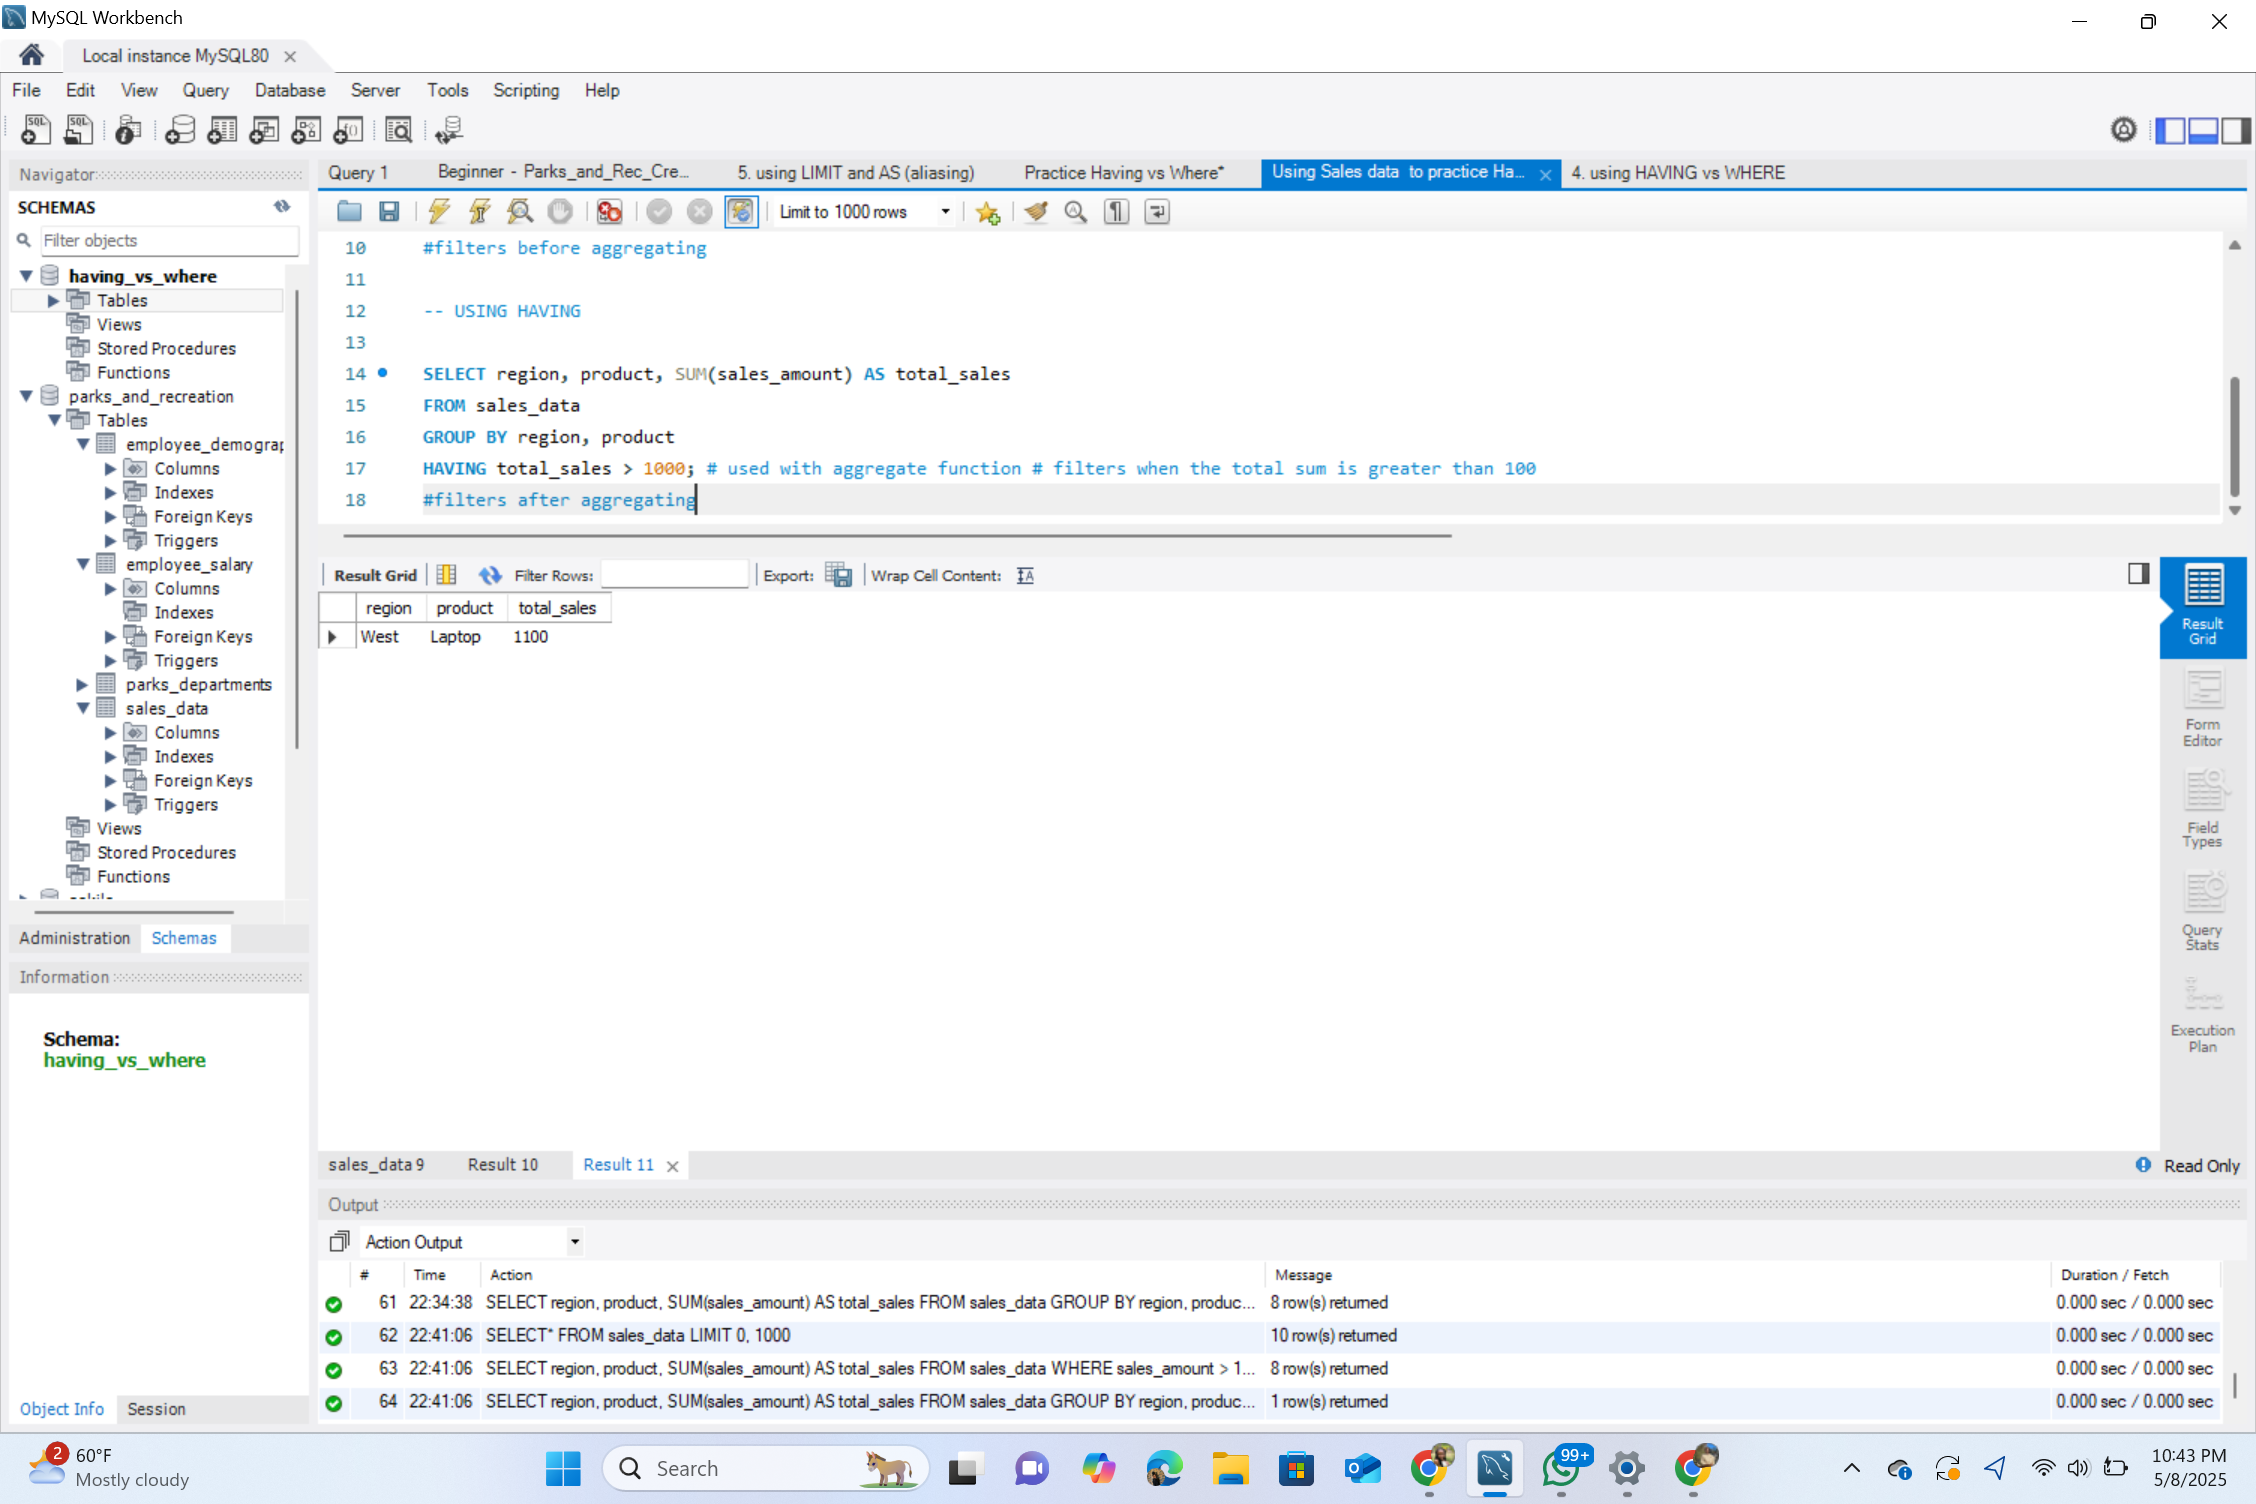 MySQL Workbench
Local instance MySQL80
File Edit View Query Database Server Tools Scripting Help
Navigator
SCHEMAS
Filter objects
having_vs_where
Tables
Views
Stored Procedures
Functions
parks_and_recreation
Tables
employee_demograp
Columns
Indexes
Foreign Keys
Triggers
employee_salary
Columns
Indexes
Foreign Keys
Triggers
parks_departments
sales_data
Columns
Indexes
Foreign Keys
Triggers
Views
Stored Procedures
Functions
Administration Schemas
Information
Schema:
having_vs_where
Object Info Session
Query 1 Beginner - Parks_and_Rec_Cre... 5. using LIMIT and AS (aliasing) Practice Having vs Where* Using Sales data to practice Ha... 4. using HAVING vs WHERE
Limit to 1000 rows
10 #filters before aggregating
11
12 -- USING HAVING
13
14 SELECT region, product, SUM(sales_amount) AS total_sales
15 FROM sales_data
16 GROUP BY region, product
17 HAVING total_sales > 1000; # used with aggregate function # filters when the total sum is greater than 100
18 #filters after aggregating
Result Grid Filter Rows: Export: Wrap Cell Content:
region product total_sales
West Laptop 1100
Result Grid
Form Editor
Field Types
Query Stats
Execution Plan
sales_data 9 Result 10 Result 11 Read Only
Output
Action Output
# Time Action Message Duration / Fetch
61 22:34:38 SELECT region, product, SUM(sales_amount) AS total_sales FROM sales_data GROUP BY region, produc... 8 row(s) returned 0.000 sec / 0.000 sec
62 22:41:06 SELECT* FROM sales_data LIMIT 0, 1000 10 row(s) returned 0.000 sec / 0.000 sec
63 22:41:06 SELECT region, product, SUM(sales_amount) AS total_sales FROM sales_data WHERE sales_amount > 1... 8 row(s) returned 0.000 sec / 0.000 sec
64 22:41:06 SELECT region, product, SUM(sales_amount) AS total_sales FROM sales_data GROUP BY region, produc... 1 row(s) returned 0.000 sec / 0.000 sec
2 60°F
Mostly cloudy
Search
99+
10:43 PM
5/8/2025